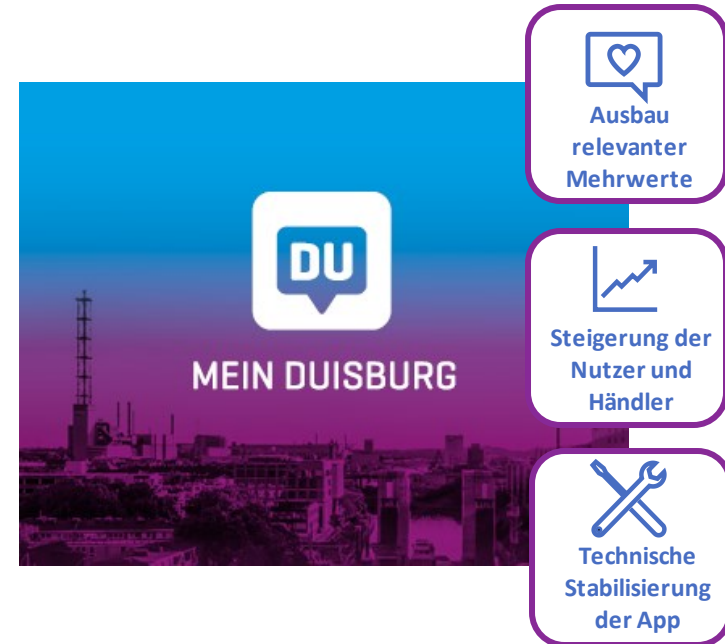 DU
MEIN DUISBURG
Ausbau
relevanter
Mehrwerte
Steigerung der
Nutzer und
Händler
Technische
Stabilisierung
der App